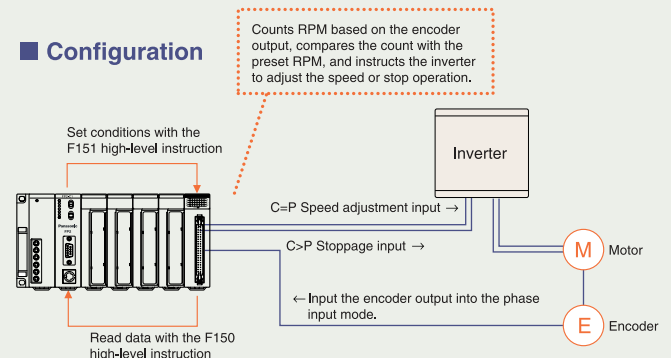 Counts RPM based on the encoder
output, compares the count with the
preset RPM, and instructs the inverter
to adjust the speed or stop operation.
■ Configuration
Set conditions with the
F151 high-level instruction
Inverter
Panasonic
FP2
C=P Speed adjustment input →
C>P Stoppage input →
M Motor
← Input the encoder output into the phase
input mode.
E Encoder
Read data with the F150
high-level instruction